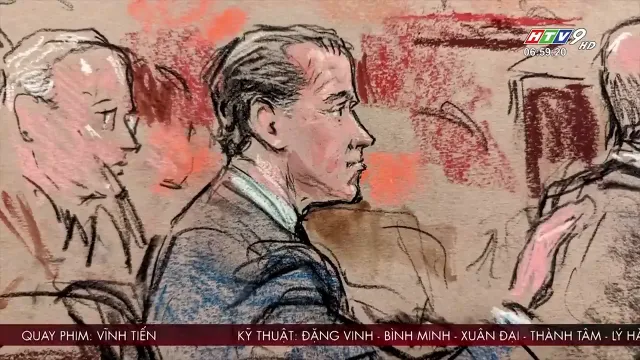 HTV9 HD
06:59:20
QUAY PHIM: VĨNH TIẾN KỸ THUẬT: ĐẶNG VINH - BÌNH MINH - XUÂN ĐẠI - THÀNH TÂM - LÝ